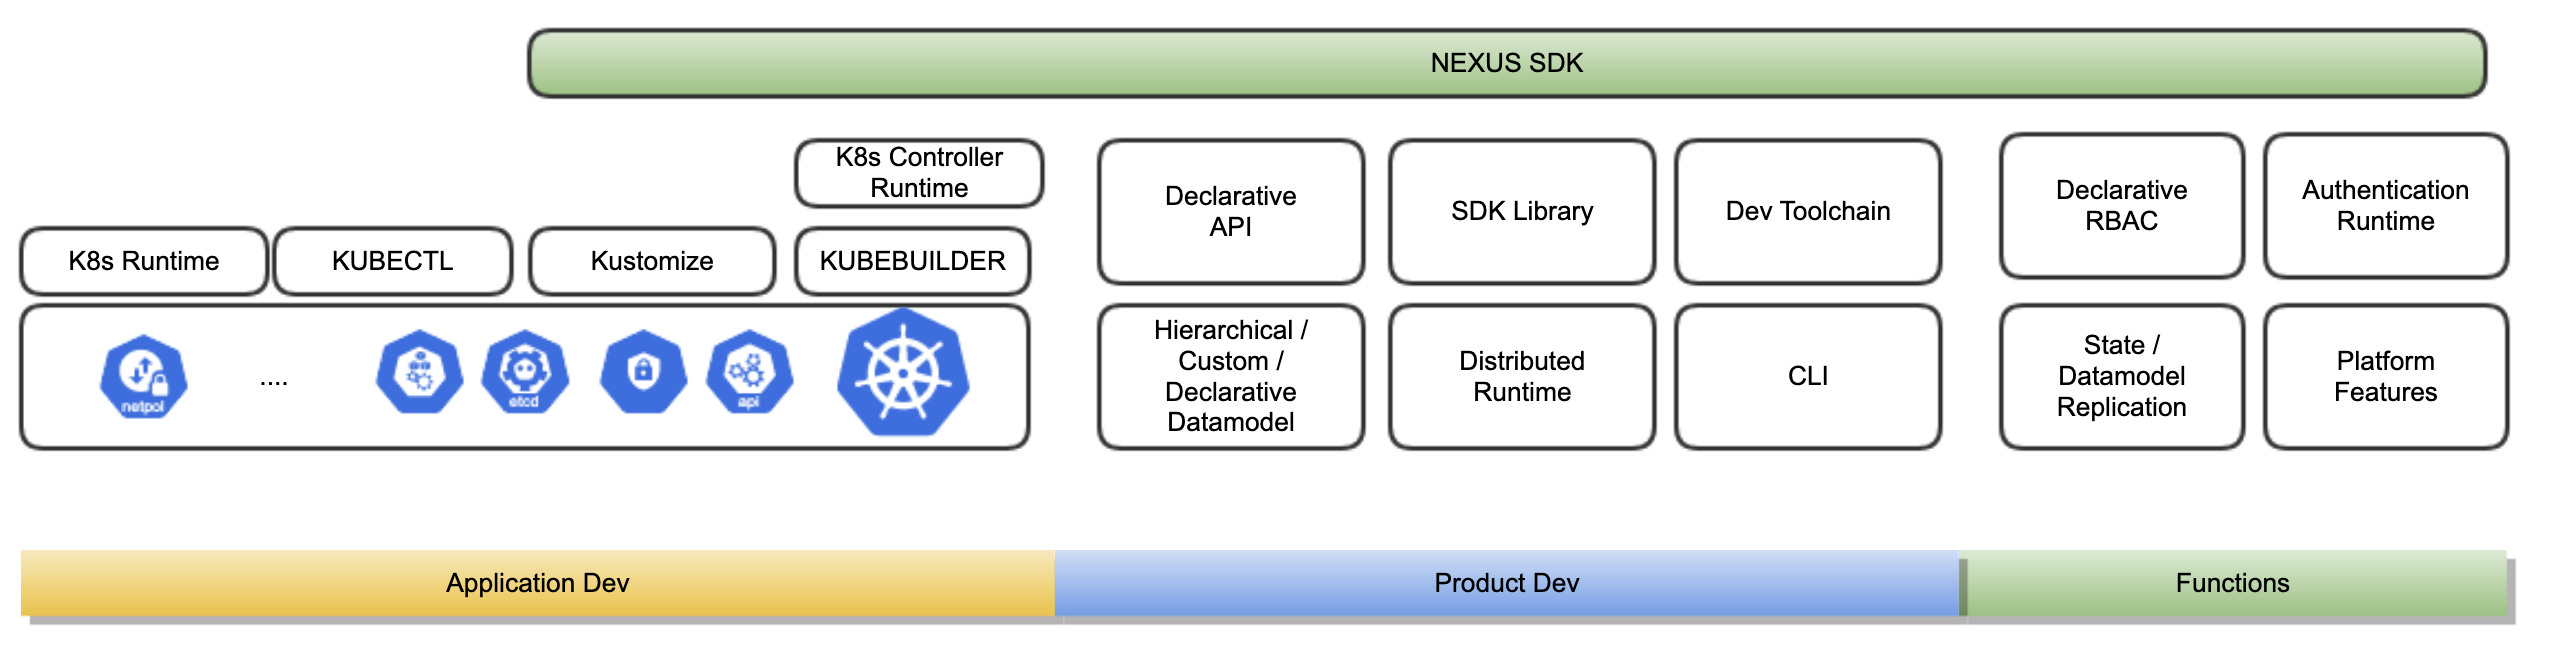 NEXUS SDK
K8s Controller
Runtime
K8s Runtime
KUBECTL
Kustomize
KUBEBUILDER
netpol
....
etcd
api
Declarative
API
SDK Library
Dev Toolchain
Declarative
RBAC
Authentication
Runtime
Hierarchical /
Custom /
Declarative
Datamodel
Distributed
Runtime
CLI
State /
Datamodel
Replication
Platform
Features
Application Dev
Product Dev
Functions